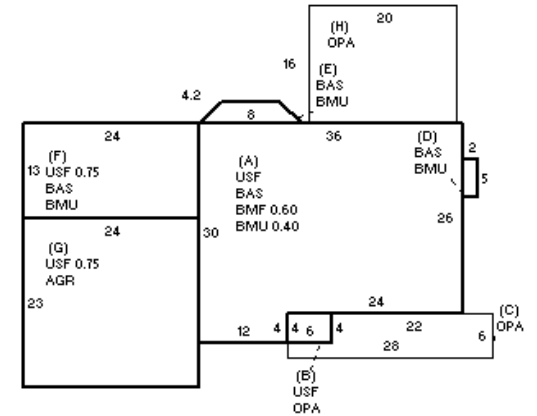 20
(H)
OPA
16
(E)
BAS
BMU
4.2
8
24
36
(D)
BAS
BMU
2
5
13
(F)
USF 0.75
BAS
BMU
(A)
USF
BAS
BMF 0.60
BMU 0.40
26
24
30
(G)
USF 0.75
AGR
23
24
12
4
4
6
4
22
6
(C)
OPA
28
(B)
USF
OPA